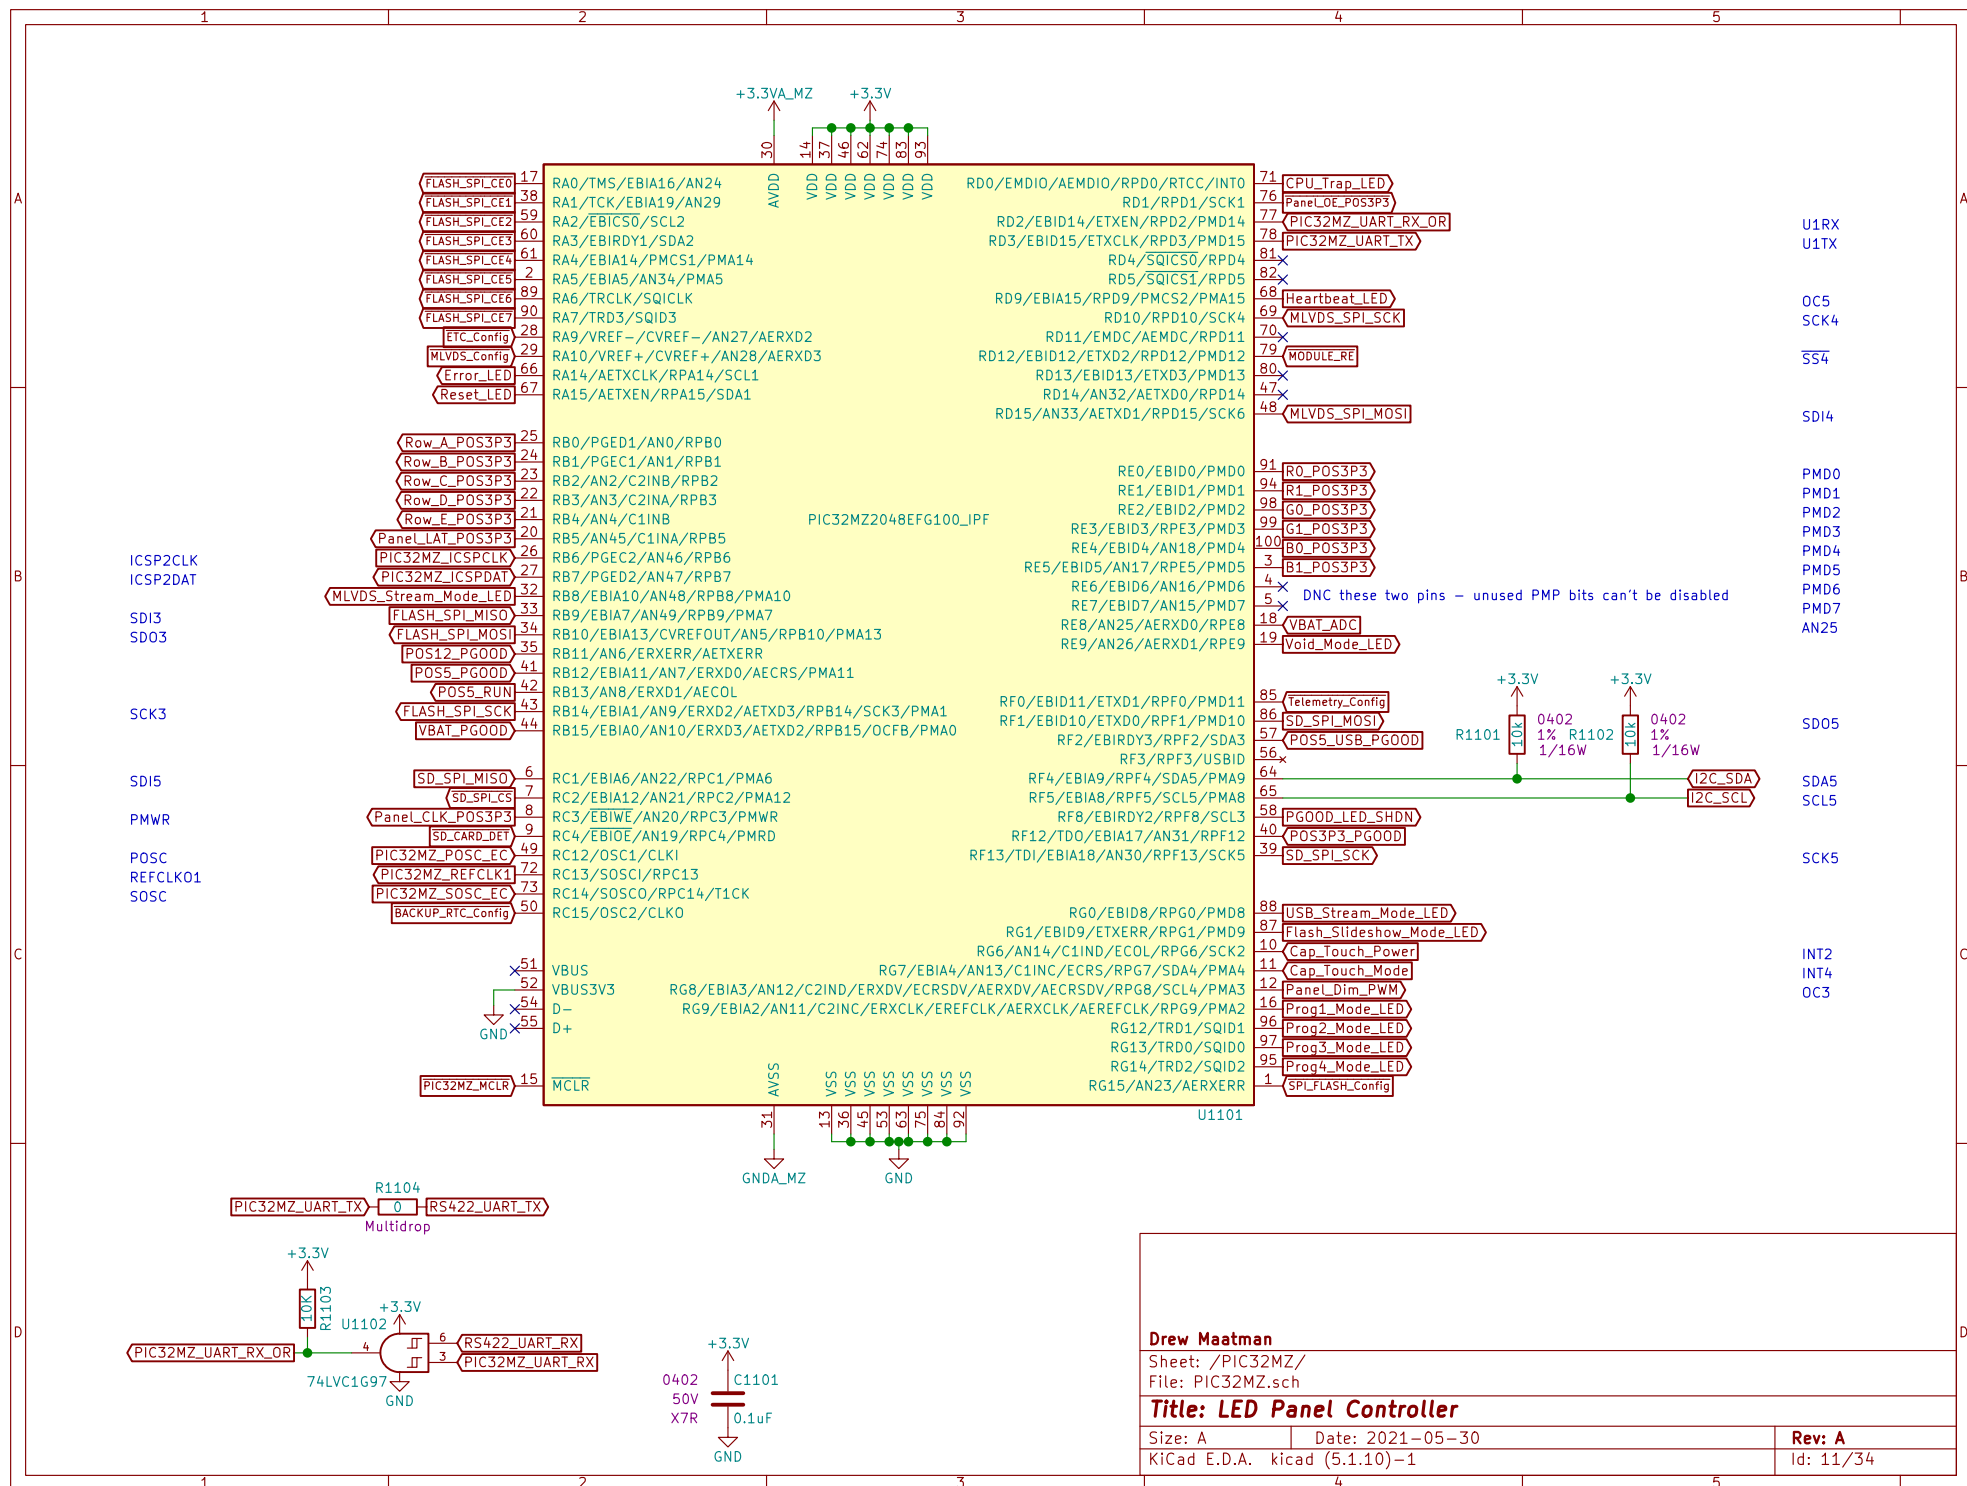 1 2 3 4 5
+3.3VA_MZ +3.3V
30 14 37 46 62 74 83 93
AVDD VDD VDD VDD VDD VDD VDD
A A
FLASH_SPI_CE0 17 RA0/TMS/EBIA16/AN24
FLASH_SPI_CE1 38 RA1/TCK/EBIA19/AN29
FLASH_SPI_CE2 59 RA2/EBICS0/SCL2
FLASH_SPI_CE3 60 RA3/EBIRDY1/SDA2
FLASH_SPI_CE4 61 RA4/EBIA14/PMCS1/PMA14
FLASH_SPI_CE5 2 RA5/EBIA5/AN34/PMA5
FLASH_SPI_CE6 89 RA6/TRCLK/SQICLK
FLASH_SPI_CE7 90 RA7/TRD3/SQID3
ETC_Config 28 RA9/VREF-/CVREF-/AN27/AERXD2
MLVDS_Config 29 RA10/VREF+/CVREF+/AN28/AERXD3
Error_LED 66 RA14/AETXCLK/RPA14/SCL1
Reset_LED 67 RA15/AETXEN/RPA15/SDA1
Row_A_POS3P3 25 RB0/PGED1/AN0/RPB0
Row_B_POS3P3 24 RB1/PGEC1/AN1/RPB1
Row_C_POS3P3 23 RB2/AN2/C2INB/RPB2
Row_D_POS3P3 22 RB3/AN3/C2INA/RPB3
Row_E_POS3P3 21 RB4/AN4/C1INB
Panel_LAT_POS3P3 20 RB5/AN45/C1INA/RPB5
ICSP2CLK PIC32MZ_ICSPCLK 26 RB6/PGEC2/AN46/RPB6
B ICSP2DAT PIC32MZ_ICSPDAT 27 RB7/PGED2/AN47/RPB7
MLVDS_Stream_Mode_LED 32 RB8/EBIA10/AN48/RPB8/PMA10
SDI3 FLASH_SPI_MISO 33 RB9/EBIA7/AN49/RPB9/PMA7
SDO3 FLASH_SPI_MOSI 34 RB10/EBIA13/CVREFOUT/AN5/RPB10/PMA13
POS12_PGOOD 35 RB11/AN6/ERXERR/AETXERR
POS5_PGOOD 41 RB12/EBIA11/AN7/ERXD0/AECRS/PMA11
POS5_RUN 42 RB13/AN8/ERXD1/AECOL
SCK3 FLASH_SPI_SCK 43 RB14/EBIA1/AN9/ERXD2/AETXD3/RPB14/SCK3/PMA1
VBAT_PGOOD 44 RB15/EBIA0/AN10/ERXD3/AETXD2/RPB15/OCFB/PMA0
SDI5 SD_SPI_MISO 6 RC1/EBIA6/AN22/RPC1/PMA6
SD_SPI_CS 7 RC2/EBIA12/AN21/RPC2/PMA12
PMWR Panel_CLK_POS3P3 8 RC3/EBIWE/AN20/RPC3/PMWR
SD_CARD_DET 9 RC4/EBIOE/AN19/RPC4/PMRD
POSC PIC32MZ_POSC_EC 49 RC12/OSC1/CLKI
REFCLKO1 PIC32MZ_REFCLK1 72 RC13/SOSCI/RPC13
SOSC PIC32MZ_SOSC_EC 73 RC14/SOSCO/RPC14/T1CK
BACKUP_RTC_Config 50 RC15/OSC2/CLKO
C
51 VBUS
52 VBUS3V3
54 D-
GND 55 D+
PIC32MZ_MCLR 15 MCLR
PIC32MZ2048EFG100_IPF
RD0/EMDIO/AEMDIO/RPD0/RTCC/INT0 71 CPU_Trap_LED
RD1/RPD1/SCK1 76 Panel_OE_POS3P3
RD2/EBID14/ETXEN/RPD2/PMD14 77 PIC32MZ_UART_RX_OR U1RX
RD3/EBID15/ETXCLK/RPD3/PMD15 78 PIC32MZ_UART_TX U1TX
RD4/SQICS0/RPD4 81
RD5/SQICS1/RPD5 82
RD9/EBIA15/RPD9/PMCS2/PMA15 68 Heartbeat_LED OC5
RD10/RPD10/SCK4 69 MLVDS_SPI_SCK SCK4
RD11/EMDC/AEMDC/RPD11 70
RD12/EBID12/ETXD2/RPD12/PMD12 79 MODULE_RE SS4
RD13/EBID13/ETXD3/PMD13 80
RD14/AN32/AETXD0/RPD14 47
RD15/AN33/AETXD1/RPD15/SCK6 48 MLVDS_SPI_MOSI SDI4
RE0/EBID0/PMD0 91 R0_POS3P3 PMD0
RE1/EBID1/PMD1 94 R1_POS3P3 PMD1
RE2/EBID2/PMD2 98 G0_POS3P3 PMD2
RE3/EBID3/RPE3/PMD3 99 G1_POS3P3 PMD3
RE4/EBID4/AN18/PMD4 100 B0_POS3P3 PMD4
RE5/EBID5/AN17/RPE5/PMD5 3 B1_POS3P3 PMD5
B
RE6/EBID6/AN16/PMD6 4 PMD6
DNC these two pins – unused PMP bits can't be disabled
RE7/EBID7/AN15/PMD7 5 PMD7
RE8/AN25/AERXD0/RPE8 18 VBAT_ADC AN25
RE9/AN26/AERXD1/RPE9 19 Void_Mode_LED
+3.3V +3.3V
RF0/EBID11/ETXD1/RPF0/PMD11 85 Telemetry_Config
RF1/EBID10/ETXD0/RPF1/PMD10 86 SD_SPI_MOSI SDO5
RF2/EBIRDY3/RPF2/SDA3 57 POS5_USB_PGOOD
R1101 10k 0402 1% 1/16W
R1102 10k 0402 1% 1/16W
RF3/RPF3/USBID 56
RF4/EBIA9/RPF4/SDA5/PMA9 64 I2C_SDA SDA5
RF5/EBIA8/RPF5/SCL5/PMA8 65 I2C_SCL SCL5
RF8/EBIRDY2/RPF8/SCL3 58 PGOOD_LED_SHDN
RF12/TDO/EBIA17/AN31/RPF12 40 POS3P3_PGOOD
RF13/TDI/EBIA18/AN30/RPF13/SCK5 39 SD_SPI_SCK SCK5
RG0/EBID8/RPG0/PMD8 88 USB_Stream_Mode_LED
RG1/EBID9/ETXERR/RPG1/PMD9 87 Flash_Slideshow_Mode_LED
RG6/AN14/C1IND/ECOL/RPG6/SCK2 10 Cap_Touch_Power INT2 C
RG7/EBIA4/AN13/C1INC/ECRS/RPG7/SDA4/PMA4 11 Cap_Touch_Mode INT4
RG8/EBIA3/AN12/C2IND/ERXDV/ECRSDV/AERXDV/AECRSDV/RPG8/SCL4/PMA3 12 Panel_Dim_PWM OC3
RG9/EBIA2/AN11/C2INC/ERXCLK/EREFCLK/AERXCLK/AEREFCLK/RPG9/PMA2 16 Prog1_Mode_LED
RG12/TRD1/SQID1 96 Prog2_Mode_LED
RG13/TRD0/SQID0 97 Prog3_Mode_LED
RG14/TRD2/SQID2 95 Prog4_Mode_LED
RG15/AN23/AERXERR 1 SPI_FLASH_Config
AVSS VSS VSS VSS VSS VSS VSS VSS VSS
U1101
31 13 36 45 53 63 75 84 92
GNDA_MZ GND
R1104
PIC32MZ_UART_TX 0 RS422_UART_TX
Multidrop
+3.3V
10K R1103
+3.3V
U1102
6 RS422_UART_RX
PIC32MZ_UART_RX_OR 4
3 PIC32MZ_UART_RX
74LVC1G97
GND
+3.3V
0402 C1101
50V
X7R 0.1uF
GND
D D
Drew Maatman
Sheet: /PIC32MZ/
File: PIC32MZ.sch
Title: LED Panel Controller
Size: A Date: 2021-05-30 Rev: A
KiCad E.D.A. kicad (5.1.10)-1 Id: 11/34
1 2 3 4 5